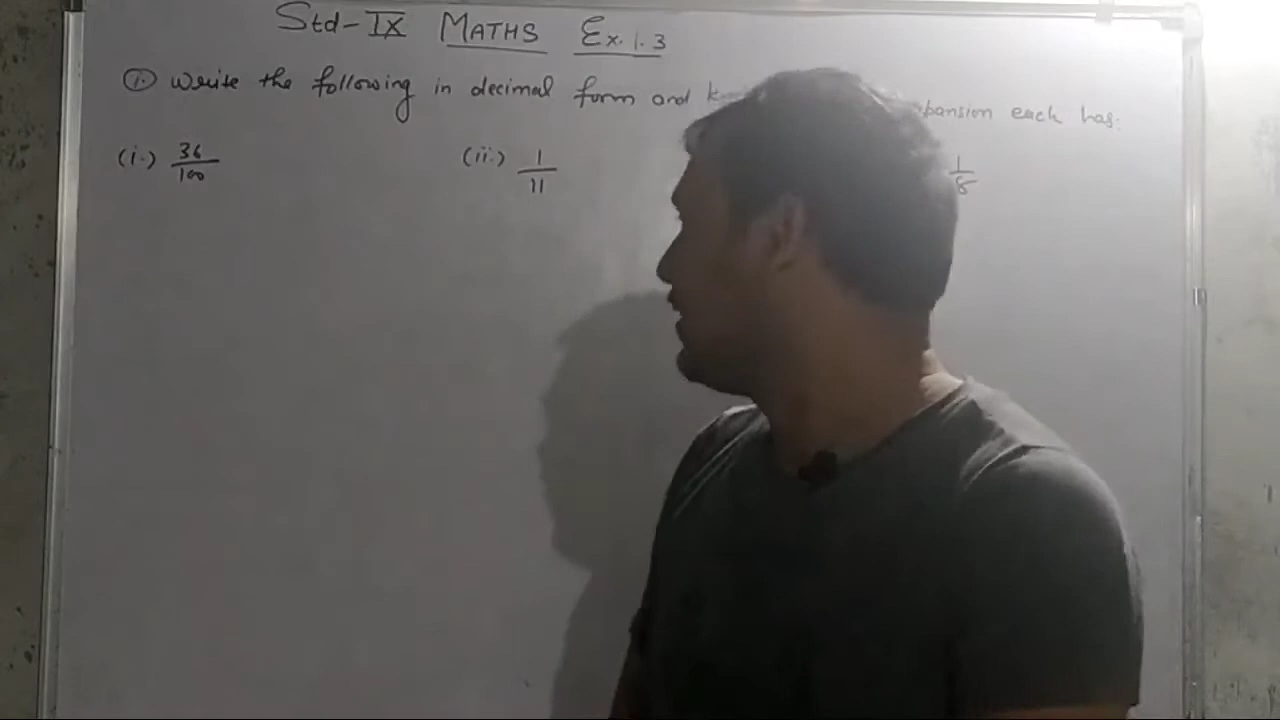 Std-IX MATHS Ex. 1.3
① Write the following in decimal form and pansion each has:
(i.) 36/100 (ii.) 1/11 1/8